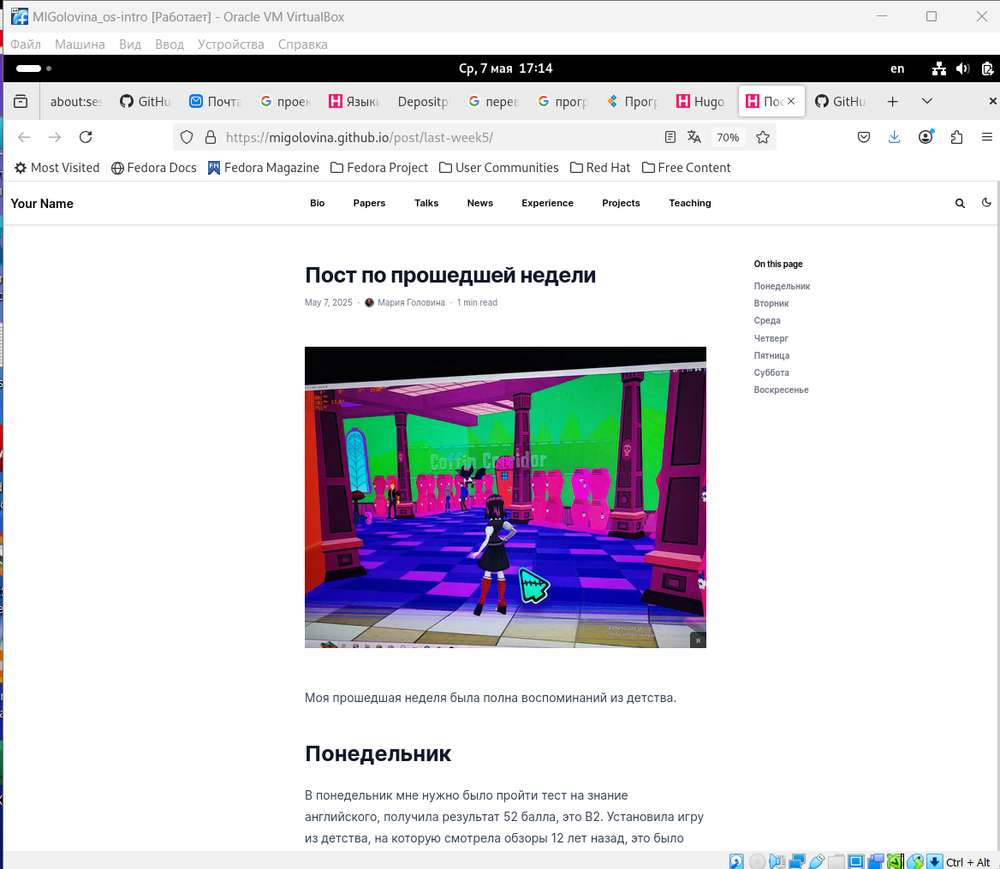 MIGolovina_os-intro [Работает] - Oracle VM VirtualBox
Файл Машина Вид Ввод Устройства Справка
Ср, 7 мая 17:14 en
about:ses GitHu Почта проек Языки Depositp перев прогр Прогр Hugo Пос GitHu
https://migolovina.github.io/post/last-week5/ 70%
Most Visited Fedora Docs Fedora Magazine Fedora Project User Communities Red Hat Free Content
Your Name Bio Papers Talks News Experience Projects Teaching
Пост по прошедшей недели
May 7, 2025 · Мария Головина · 1 min read
On this page
Понедельник
Вторник
Среда
Четверг
Пятница
Суббота
Воскресенье
Coffin Corridor
Я
Моя прошедшая неделя была полна воспоминаний из детства.
Понедельник
В понедельник мне нужно было пройти тест на знание
английского, получила результат 52 балла, это B2. Установила игру
из детства, на которую смотрела обзоры 12 лет назад, это было
Ctrl + Alt